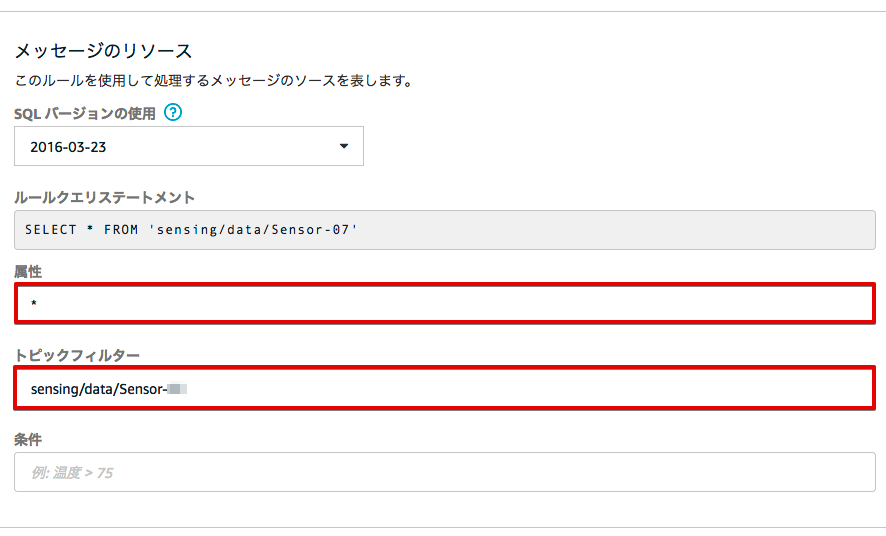 メッセージのリソース
このルールを使用して処理するメッセージのソースを表します。
SQL バージョンの使用 ?
2016-03-23
ルールクエリステートメント
SELECT * FROM 'sensing/data/Sensor-07'
属性
*
トピックフィルター
sensing/data/Sensor-
条件
例: 温度 > 75